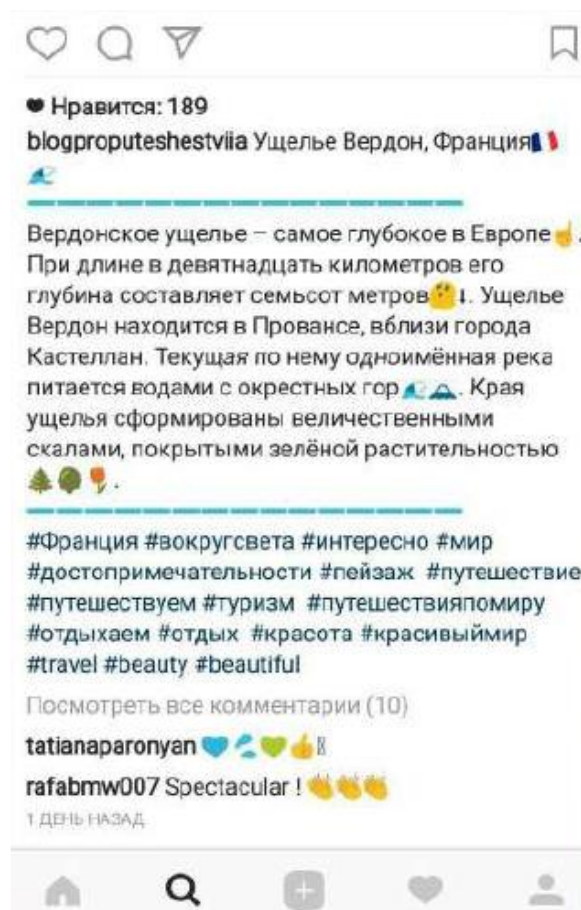 Нравится: 189
blogproputeshestviia Ущелье Вердон, Франция🇫🇷
🌊
Вердонское ущелье – самое глубокое в Европе☝️.
При длине в девятнадцать километров его
глубина составляет семьсот метров🤔⬇. Ущелье
Вердон находится в Провансе, вблизи города
Кастеллан. Текущая по нему одноимённая река
питается водами с окрестных гор🌊🏔. Края
ущелья сформированы величественными
скалами, покрытыми зелёной растительностью
🌲🌳🌷.
#Франция #вокругсвета #интересно #мир
#достопримечательности #пейзаж #путешествие
#путешествуем #туризм #путешествияпомиру
#отдыхаем #отдых #красота #красивыймир
#travel #beauty #beautiful
Посмотреть все комментарии (10)
tatianaparonyan 💙💦💚👍
rafabmw007 Spectacular ! 👏👏👏
1 ДЕНЬ НАЗАД